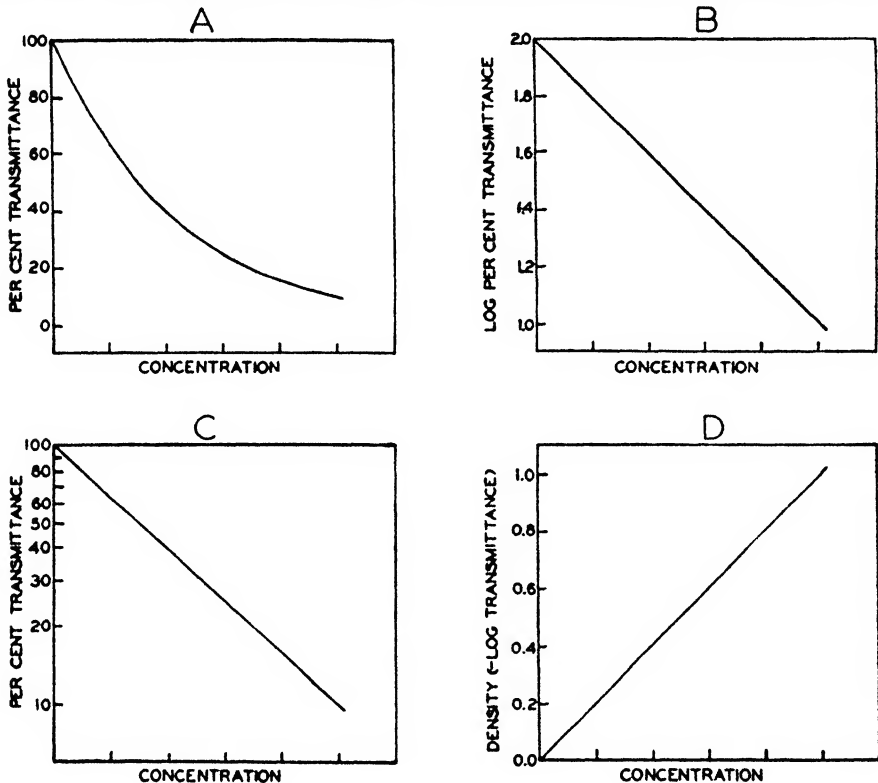 A
PER CENT TRANSMITTANCE
100
80
60
40
20
0
CONCENTRATION
B
LOG PER CENT TRANSMITTANCE
2.0
1.8
1.6
1.4
1.2
1.0
CONCENTRATION
C
PER CENT TRANSMITTANCE
100
80
60
50
40
30
20
10
CONCENTRATION
D
DENSITY (-LOG TRANSMITTANCE)
1.0
0.8
0.6
0.4
0.2
0.0
CONCENTRATION